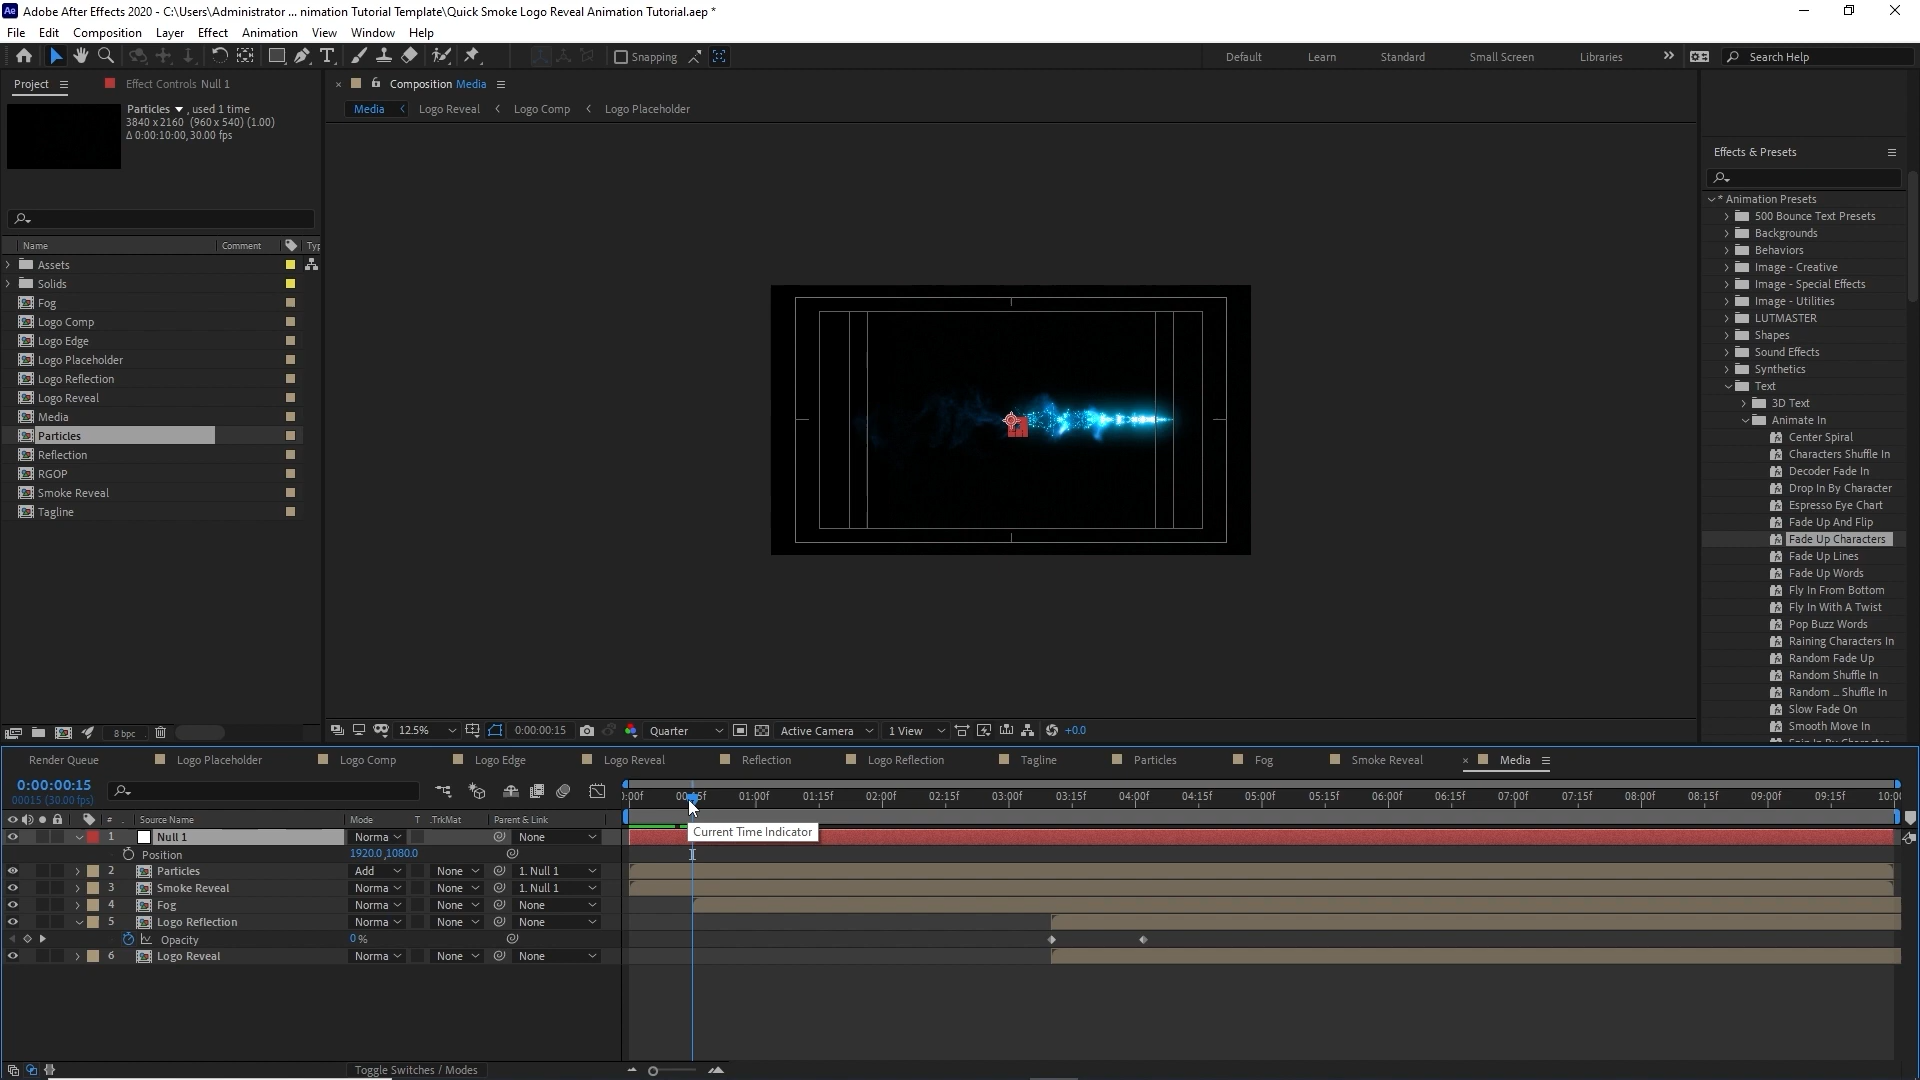 Adobe After Effects 2020 - C:\Users\Administrator ... nimation Tutorial Template\Quick Smoke Logo Reveal Animation Tutorial.aep *
File Edit Composition Layer Effect Animation View Window Help
Snapping
Default Learn Standard Small Screen Libraries Search Help
Project
Effect Controls Null 1
Particles , used 1 time
3840 x 2160 (960 x 540) (1.00)
Δ 0:00:10:00, 30.00 fps
Name Comment Typ
Assets
Solids
Fog
Logo Comp
Logo Edge
Logo Placeholder
Logo Reflection
Logo Reveal
Media
Particles
Reflection
RGOP
Smoke Reveal
Tagline
8 bpc
Composition Media
Media Logo Reveal Logo Comp Logo Placeholder
12.5% 0:00:00:15 Quarter Active Camera 1 View +0.0
Effects & Presets
* Animation Presets
500 Bounce Text Presets
Backgrounds
Behaviors
Image - Creative
Image - Special Effects
Image - Utilities
LUTMASTER
Shapes
Sound Effects
Synthetics
Text
3D Text
Animate In
Center Spiral
Characters Shuffle In
Decoder Fade In
Drop In By Character
Espresso Eye Chart
Fade Up And Flip
Fade Up Characters
Fade Up Lines
Fade Up Words
Fly In From Bottom
Fly In With A Twist
Pop Buzz Words
Raining Characters In
Random Fade Up
Random Shuffle In
Random ... Shuffle In
Slow Fade On
Smooth Move In
Render Queue Logo Placeholder Logo Comp Logo Edge Logo Reveal Reflection Logo Reflection Tagline Particles Fog Smoke Reveal Media
0:00:00:15
00015 (30.00 fps)
:00f 00:15f 01:00f 01:15f 02:00f 02:15f 03:00f 03:15f 04:00f 04:15f 05:00f 05:15f 06:00f 06:15f 07:00f 07:15f 08:00f 08:15f 09:00f 09:15f 10:0
# Source Name Mode T .TrkMat Parent & Link
1 Null 1 Norma None
Current Time Indicator
Position 1920.0,1080.0
2 Particles Add None 1. Null 1
3 Smoke Reveal Norma None 1. Null 1
4 Fog Norma None None
5 Logo Reflection Norma None None
Opacity 0 %
6 Logo Reveal Norma None None
Toggle Switches / Modes